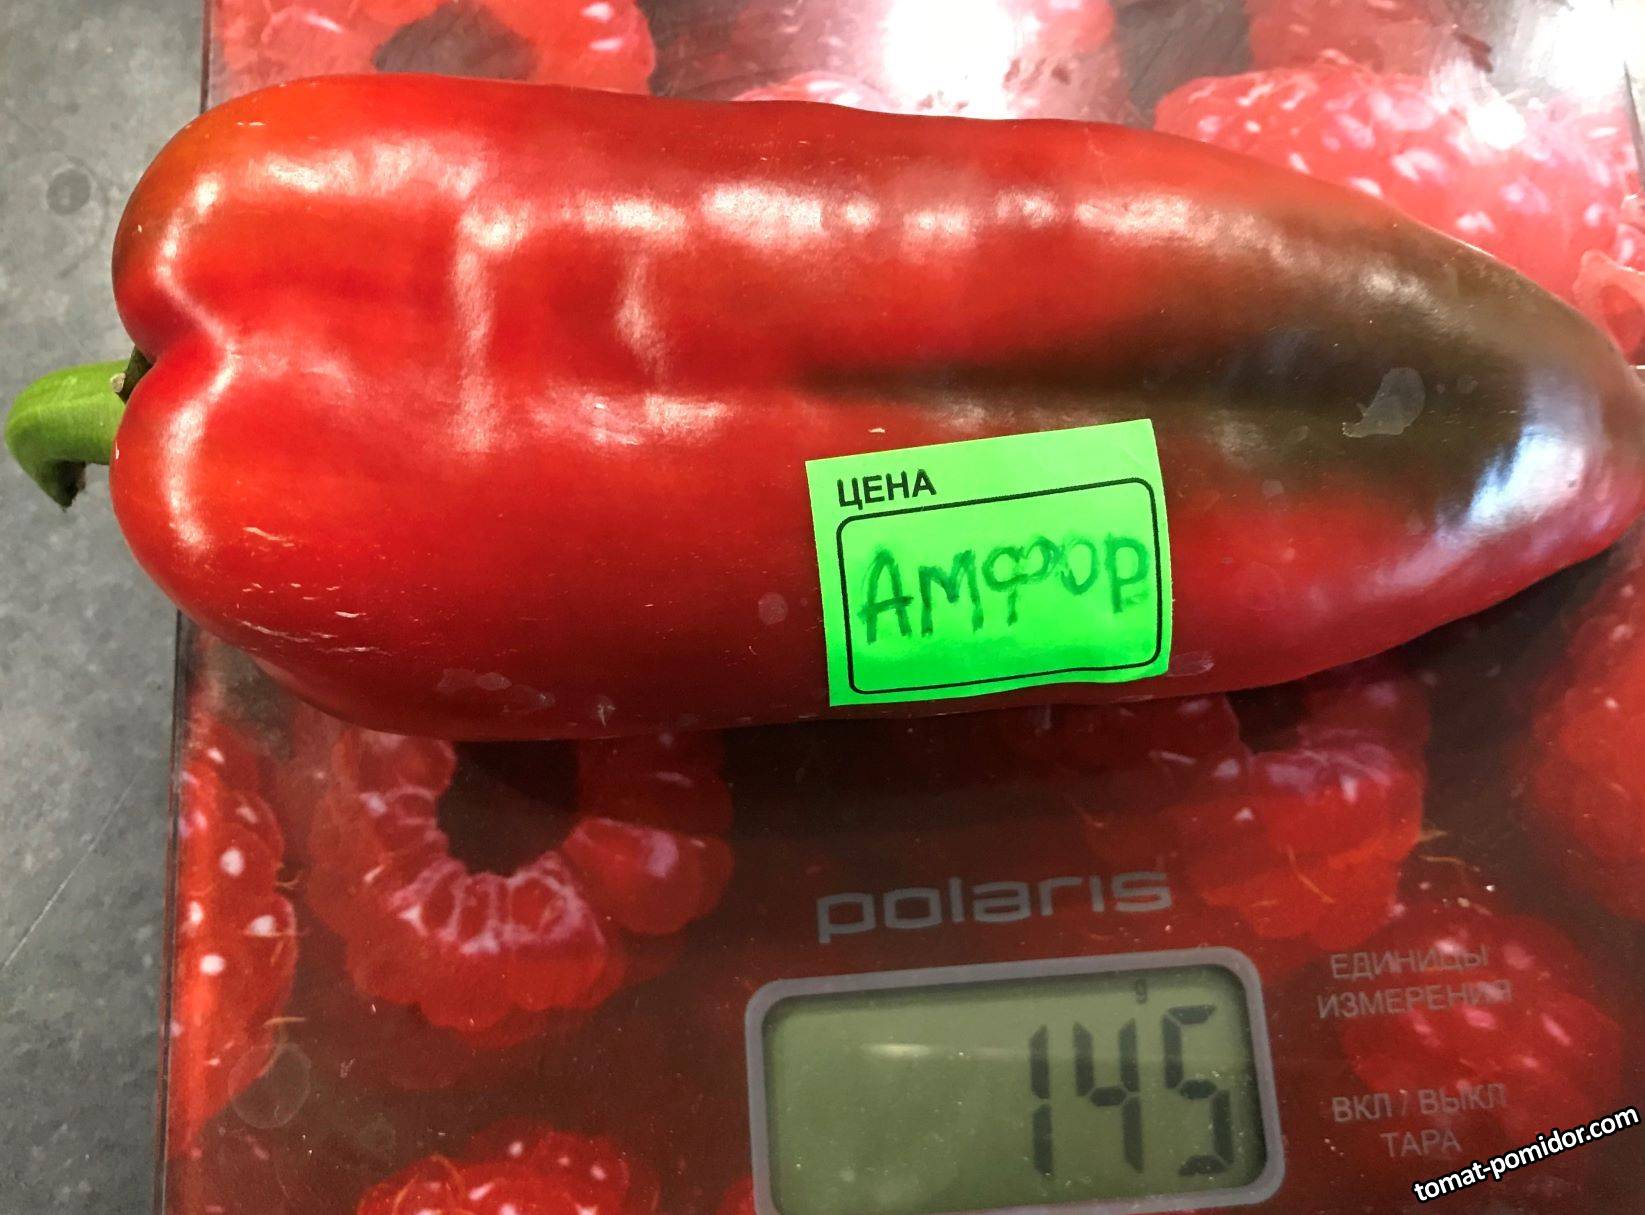 ЦЕНА
Амфор
polaris
g
145
ЕДИНИЦЫ
ИЗМЕРЕНИЯ
ВКЛ / ВЫКЛ
ТАРА
tomat-pomidor.com